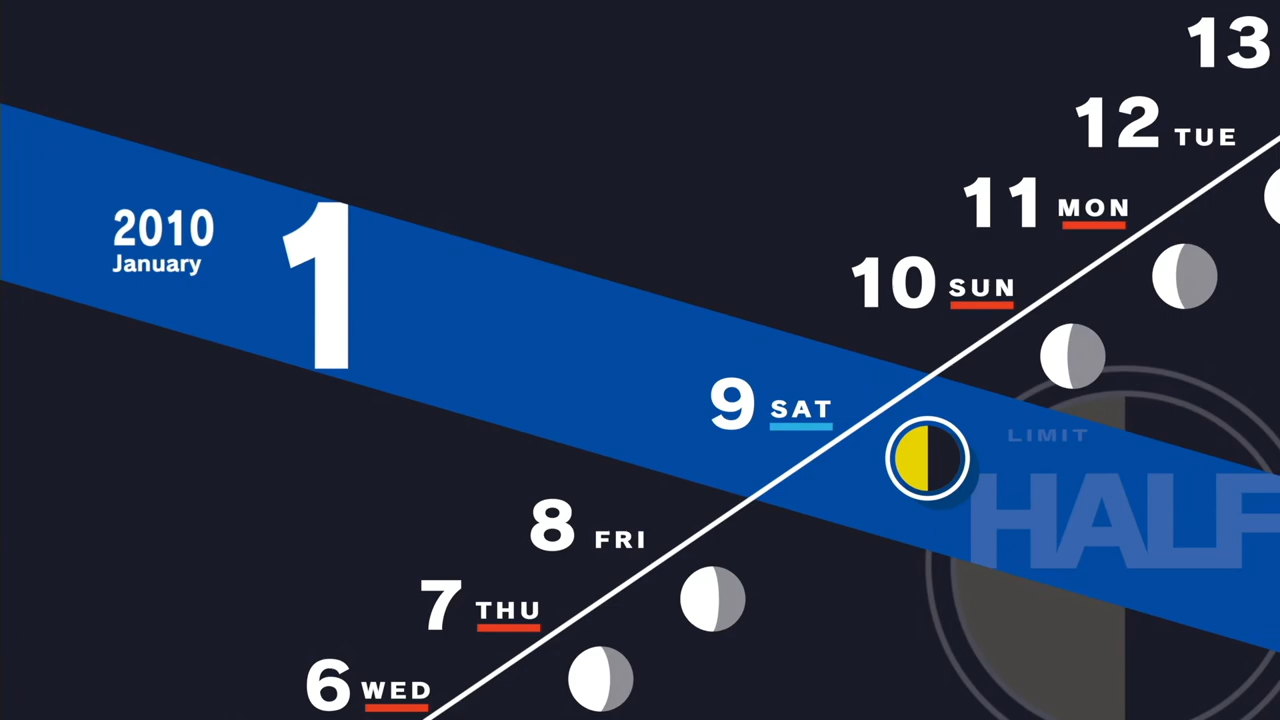 13
12 TUE
11 MON
10 SUN
2010
January
1
9 SAT
LIMIT
HALF
8 FRI
7 THU
6 WED